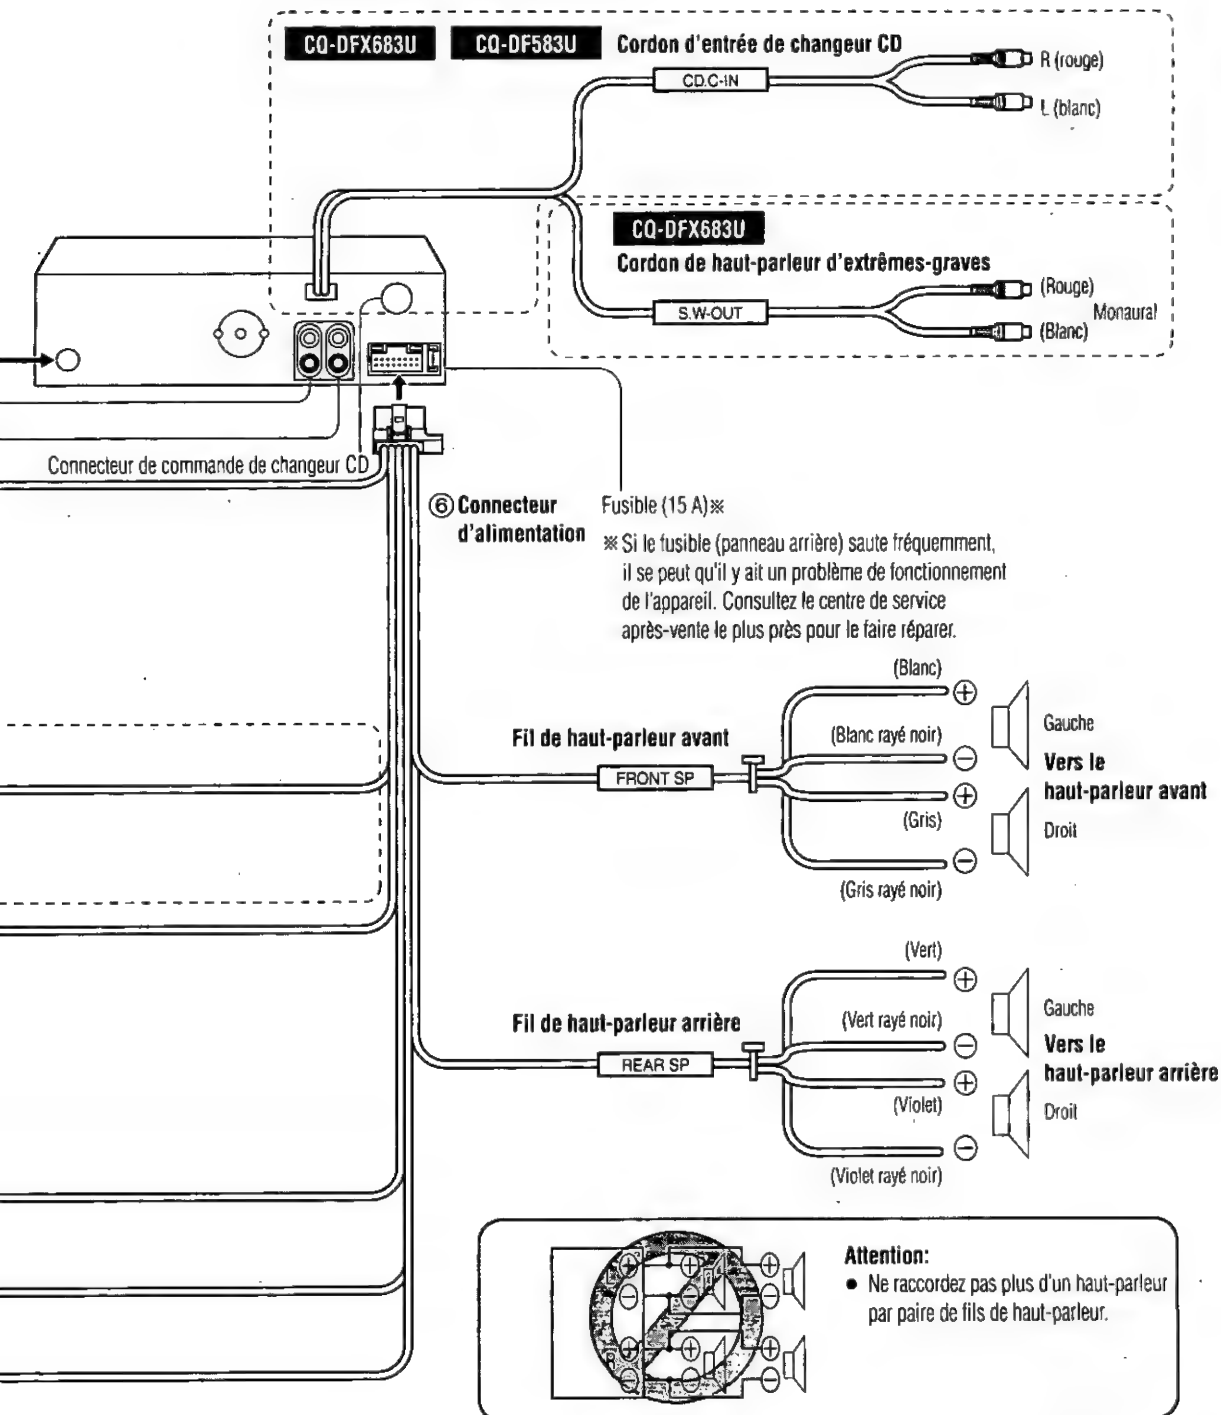 CQ-DFX683U
CQ-DF583U
Cordon d'entrée de changeur CD
CD.C-IN
R (rouge)
L (blanc)
CQ-DFX683U
Cordon de haut-parleur d'extrêmes-graves
S.W-OUT
(Rouge)
Monaural
(Blanc)
Connecteur de commande de changeur CD
⑥ Connecteur
d'alimentation
Fusible (15 A)※
※ Si le fusible (panneau arrière) saute fréquemment,
il se peut qu'il y ait un problème de fonctionnement
de l'appareil. Consultez le centre de service
après-vente le plus près pour le faire réparer.
(Blanc)
(Blanc rayé noir)
Fil de haut-parleur avant
FRONT SP
(Gris)
(Gris rayé noir)
Gauche
Vers le
haut-parleur avant
Droit
(Vert)
(Vert rayé noir)
Fil de haut-parleur arrière
REAR SP
(Violet)
(Violet rayé noir)
Gauche
Vers le
haut-parleur arrière
Droit
L
R
Attention:
● Ne raccordez pas plus d'un haut-parleur
par paire de fils de haut-parleur.